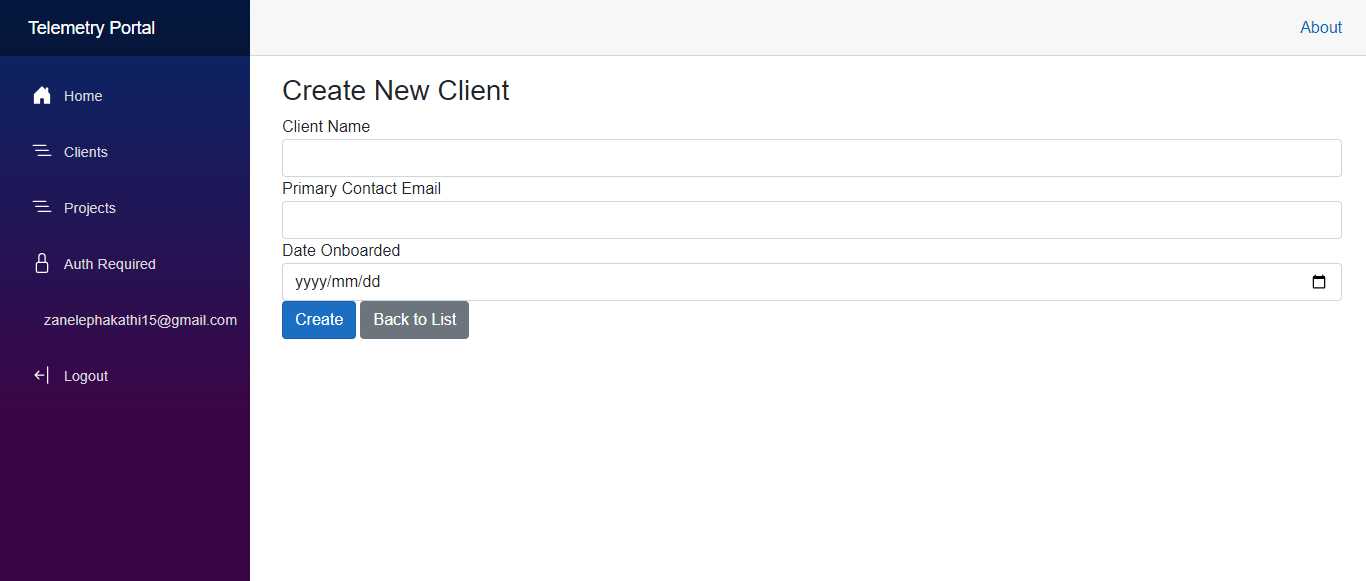 Telemetry Portal
About
Home
Clients
Projects
Auth Required
zanelephakathi15@gmail.com
Logout
Create New Client
Client Name
Primary Contact Email
Date Onboarded
yyyy/mm/dd
Create Back to List